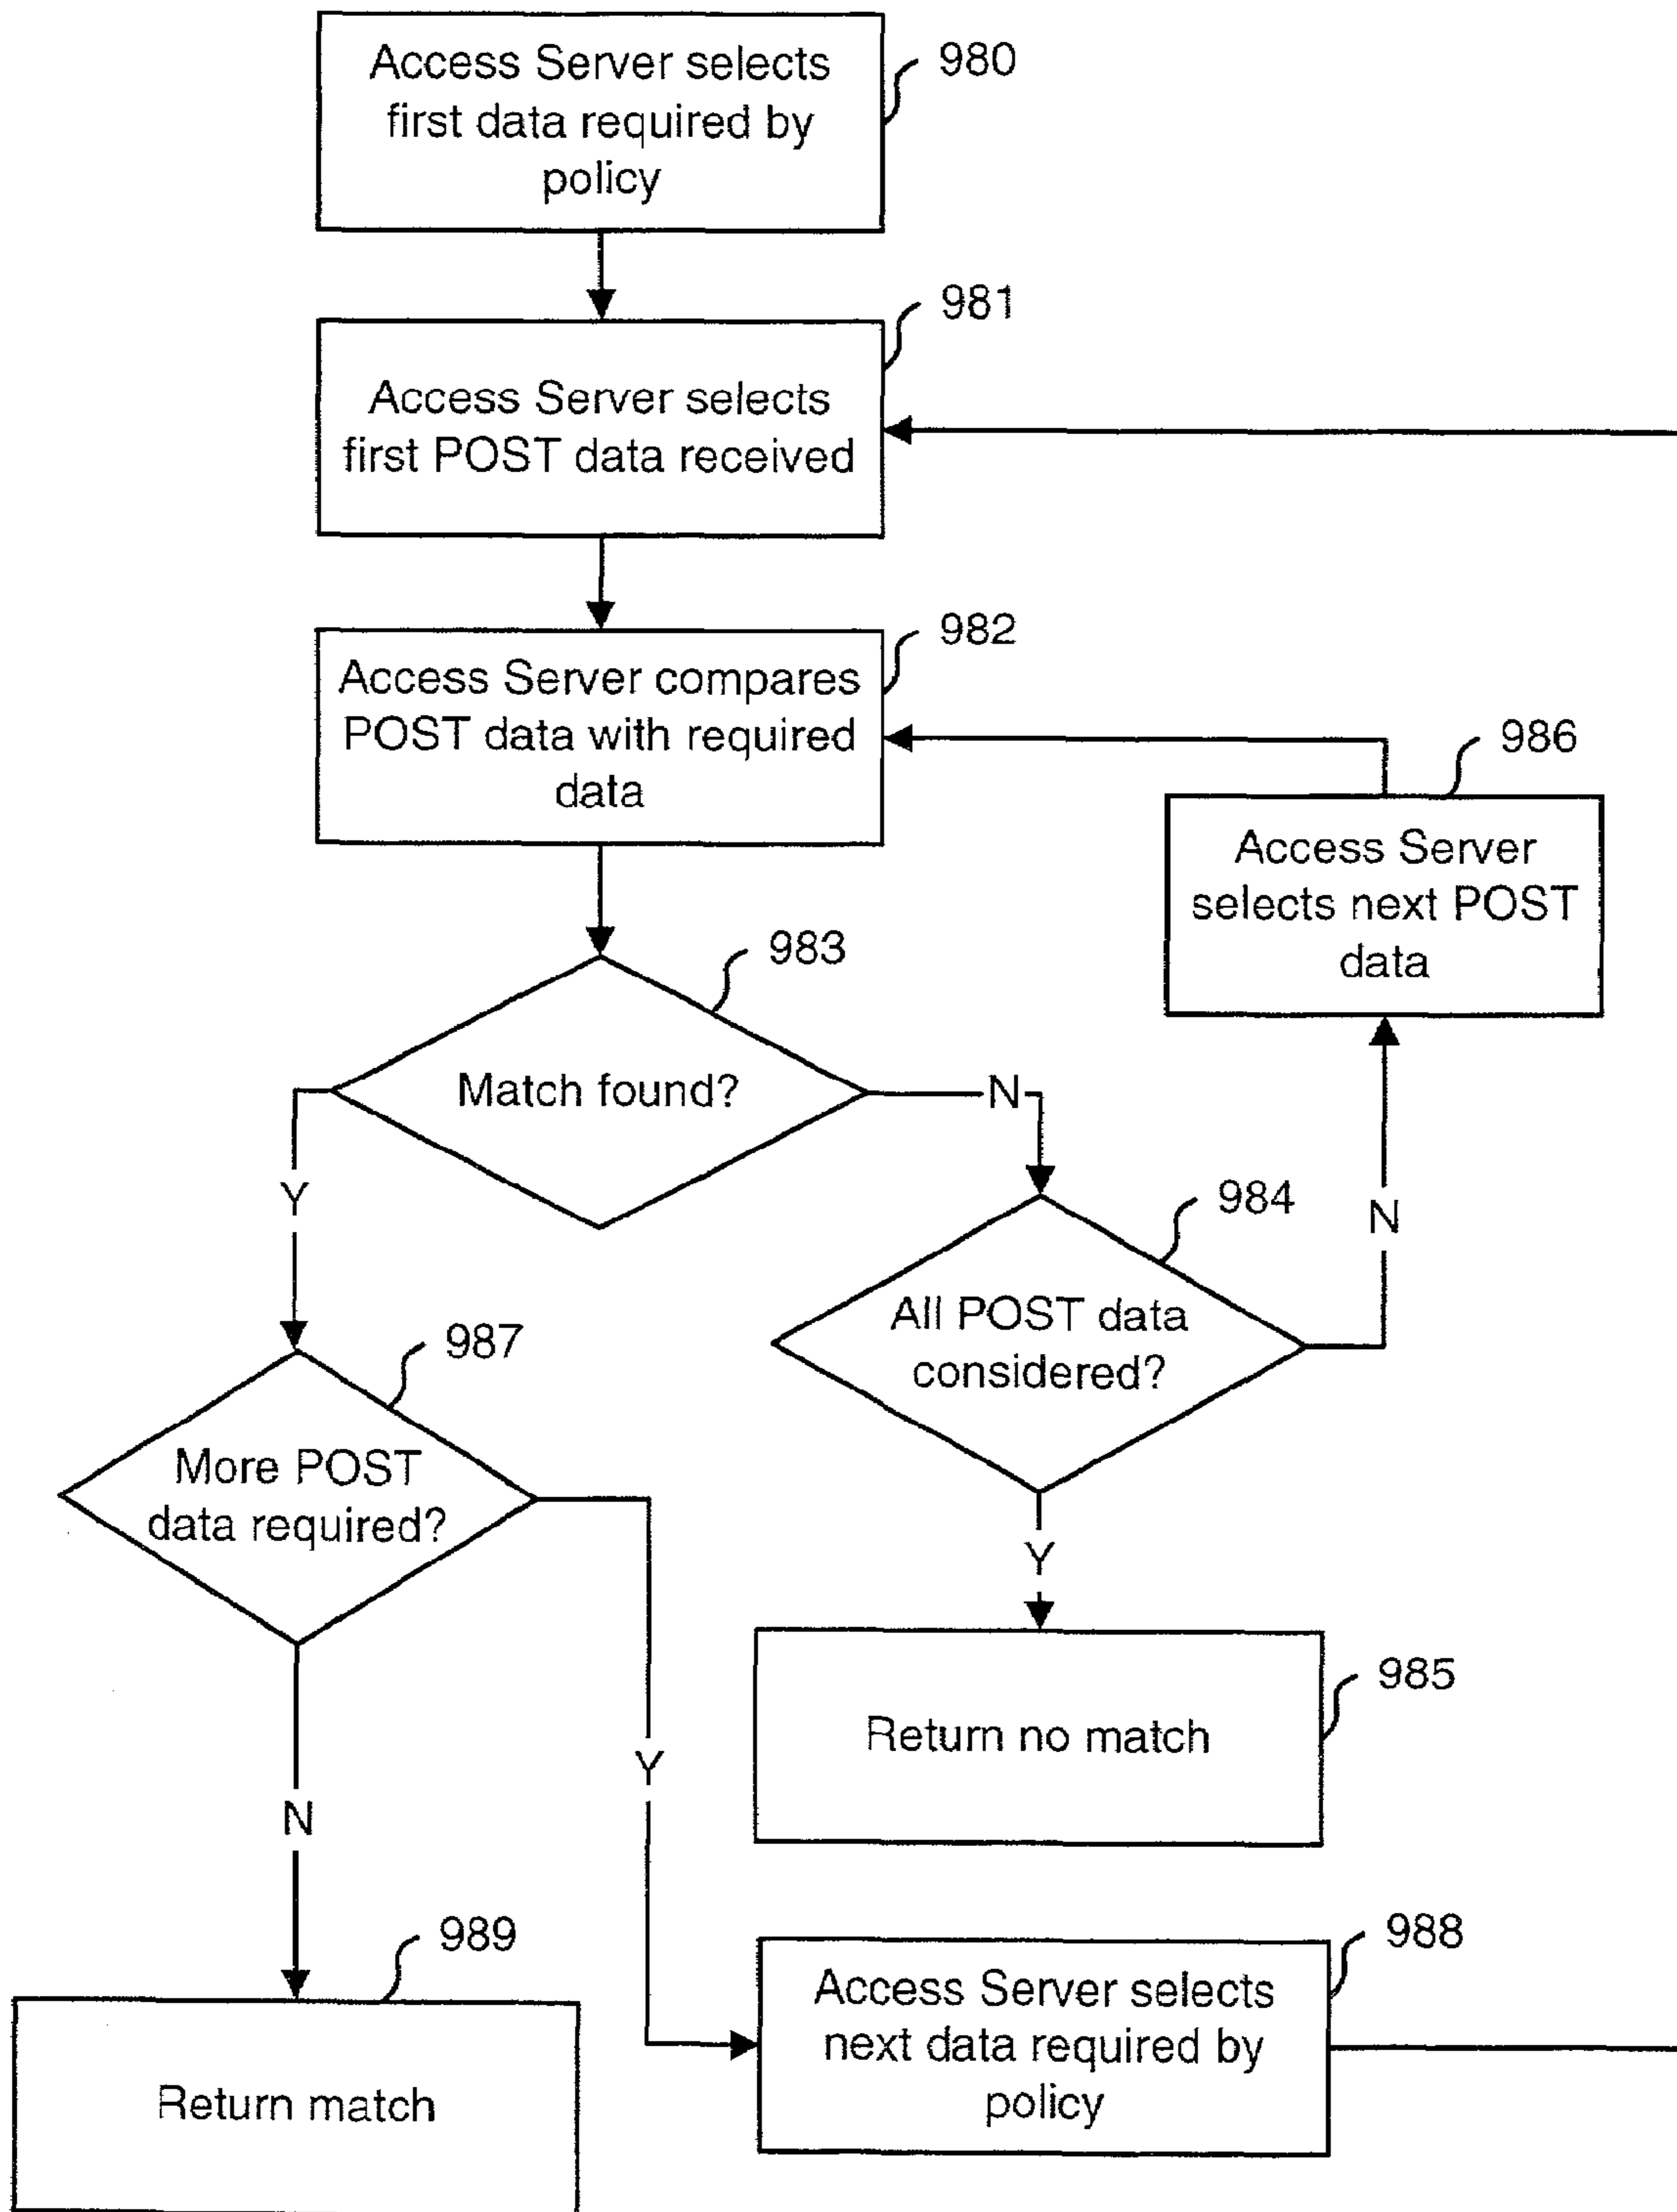 Access Server selects
first data required by
policy
980
Access Server selects
first POST data received
981
Access Server compares
POST data with required
data
982
Access Server
selects next POST
data
986
Match found?
983
N
Y
All POST data
considered?
984
N
Y
More POST
data required?
987
Return no match
985
Y
N
Access Server selects
next data required by
policy
988
Return match
989